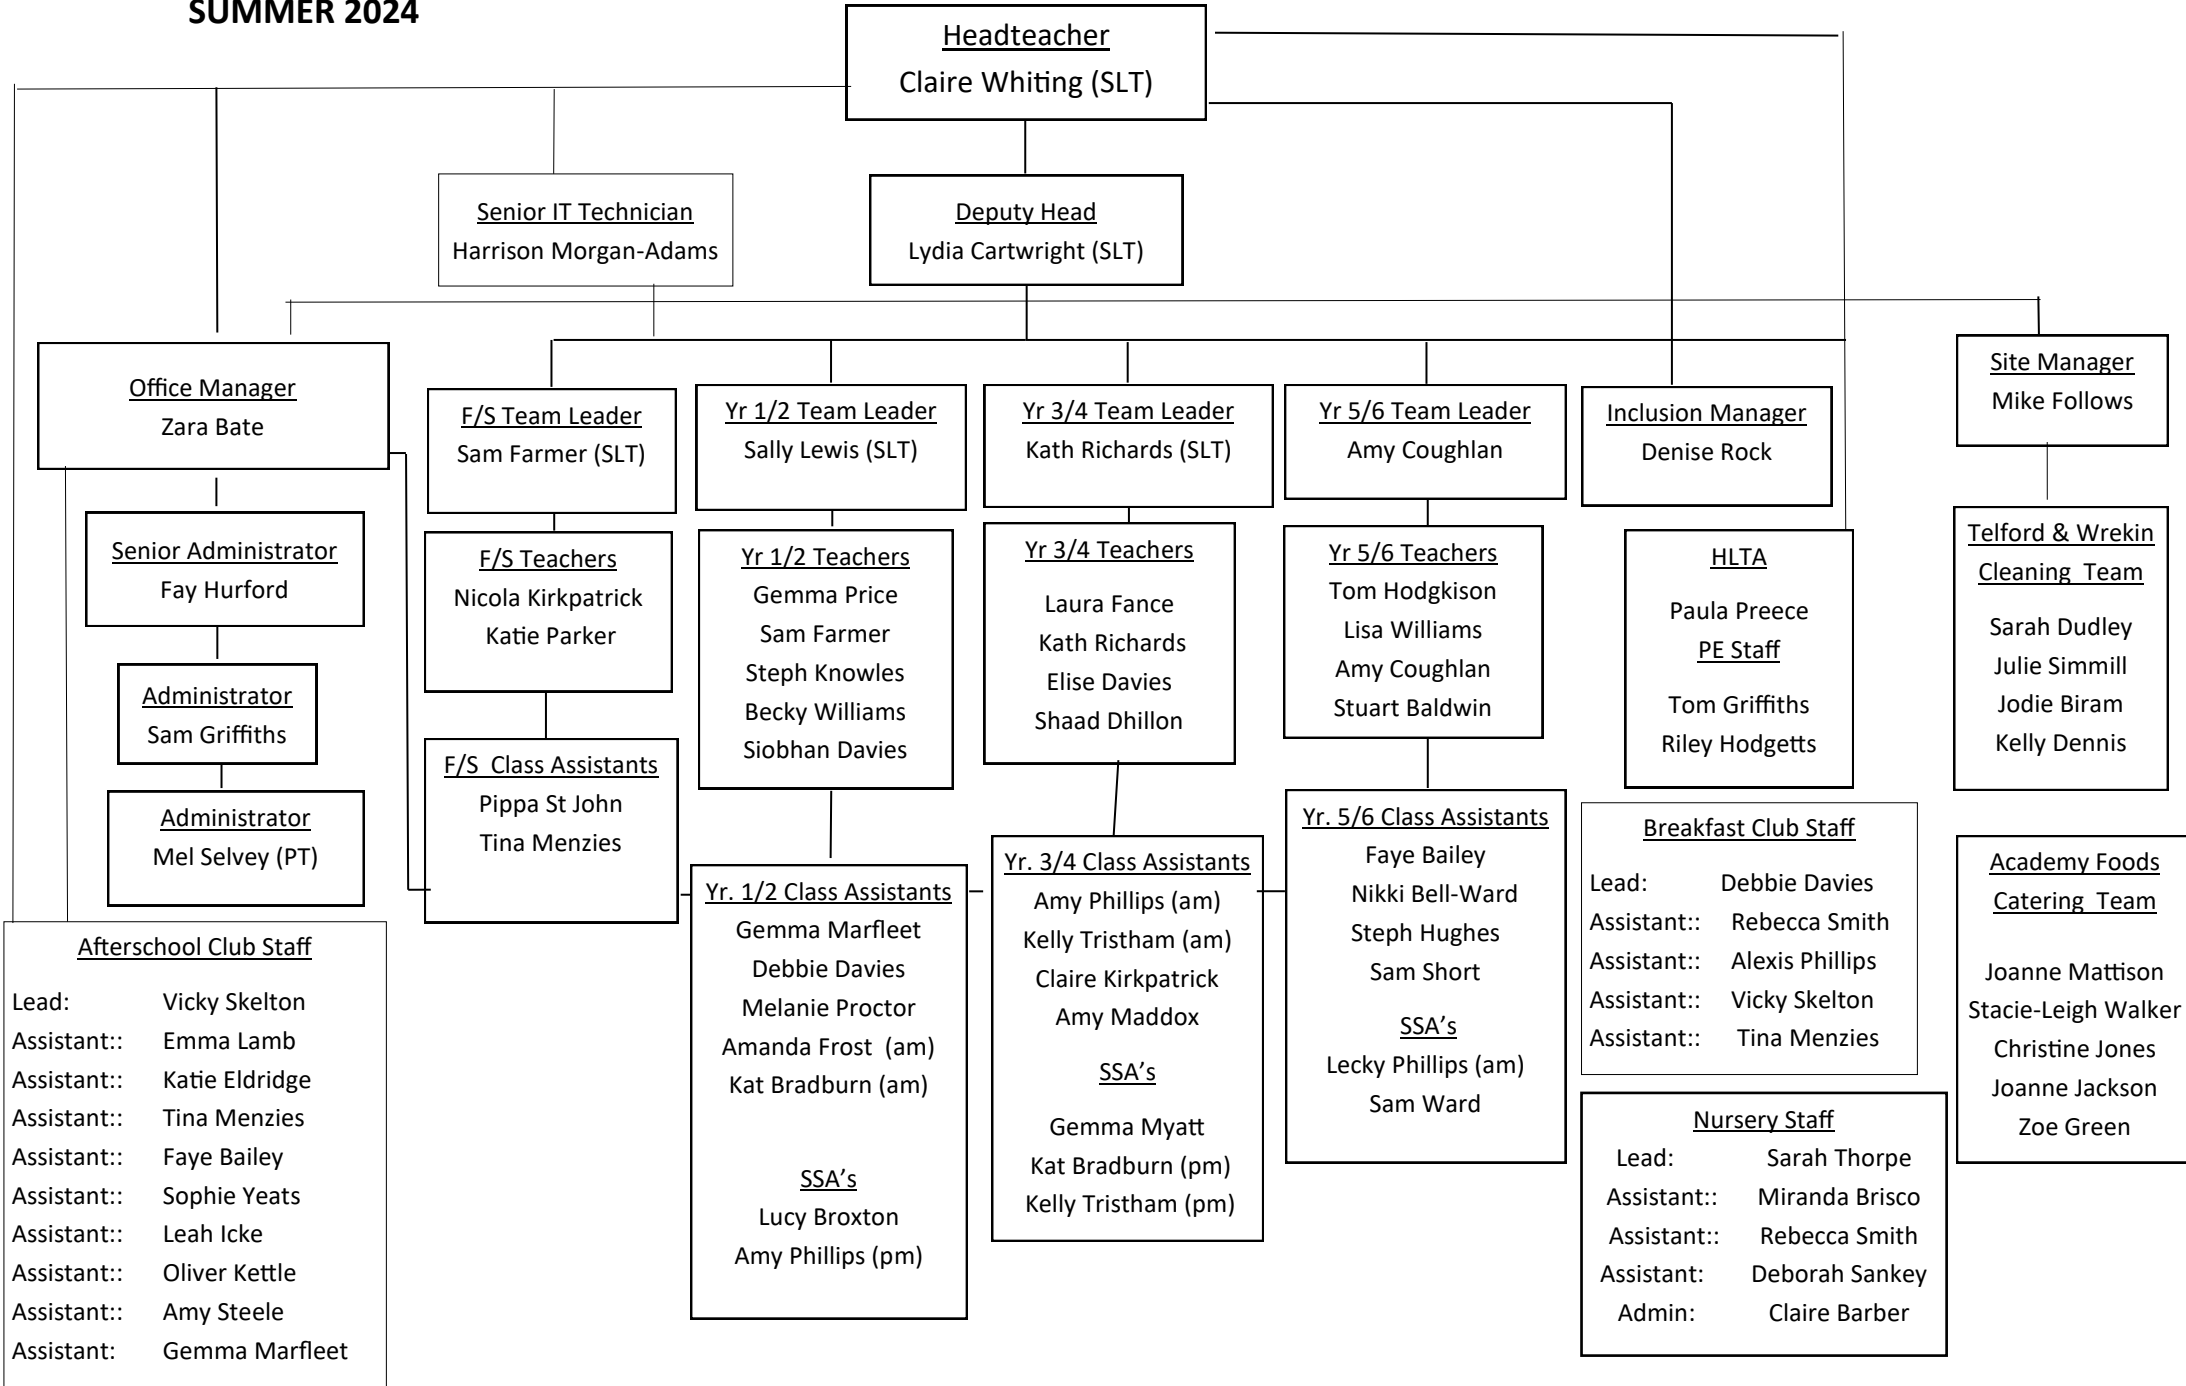 SUMMER 2024
Headteacher
Claire Whiting (SLT)
Senior IT Technician
Harrison Morgan-Adams
Deputy Head
Lydia Cartwright (SLT)
Office Manager
Zara Bate
F/S Team Leader
Sam Farmer (SLT)
Yr 1/2 Team Leader
Sally Lewis (SLT)
Yr 3/4 Team Leader
Kath Richards (SLT)
Yr 5/6 Team Leader
Amy Coughlan
Inclusion Manager
Denise Rock
Site Manager
Mike Follows
Senior Administrator
Fay Hurford
Administrator
Sam Griffiths
Administrator
Mel Selvey (PT)
F/S Teachers
Nicola Kirkpatrick
Katie Parker
Yr 1/2 Teachers
Gemma Price
Sam Farmer
Steph Knowles
Becky Williams
Siobhan Davies
Yr 3/4 Teachers
Laura Fance
Kath Richards
Elise Davies
Shaad Dhillon
Yr 5/6 Teachers
Tom Hodgkison
Lisa Williams
Amy Coughlan
Stuart Baldwin
HLTA
Paula Preece
PE Staff
Tom Griffiths
Riley Hodgetts
Telford & Wrekin
Cleaning Team
Sarah Dudley
Julie Simmill
Jodie Biram
Kelly Dennis
F/S Class Assistants
Pippa St John
Tina Menzies
Yr. 1/2 Class Assistants
Gemma Marfleet
Debbie Davies
Melanie Proctor
Amanda Frost (am)
Kat Bradburn (am)
SSA’s
Lucy Broxton
Amy Phillips (pm)
Yr. 3/4 Class Assistants
Amy Phillips (am)
Kelly Tristham (am)
Claire Kirkpatrick
Amy Maddox
SSA’s
Gemma Myatt
Kat Bradburn (pm)
Kelly Tristham (pm)
Yr. 5/6 Class Assistants
Faye Bailey
Nikki Bell-Ward
Steph Hughes
Sam Short
SSA’s
Lecky Phillips (am)
Sam Ward
Breakfast Club Staff
Lead: Debbie Davies
Assistant:: Rebecca Smith
Assistant:: Alexis Phillips
Assistant:: Vicky Skelton
Assistant:: Tina Menzies
Academy Foods
Catering Team
Joanne Mattison
Stacie-Leigh Walker
Christine Jones
Joanne Jackson
Zoe Green
Afterschool Club Staff
Lead: Vicky Skelton
Assistant:: Emma Lamb
Assistant:: Katie Eldridge
Assistant:: Tina Menzies
Assistant:: Faye Bailey
Assistant:: Sophie Yeats
Assistant:: Leah Icke
Assistant:: Oliver Kettle
Assistant:: Amy Steele
Assistant: Gemma Marfleet
Nursery Staff
Lead: Sarah Thorpe
Assistant:: Miranda Brisco
Assistant:: Rebecca Smith
Assistant: Deborah Sankey
Admin: Claire Barber